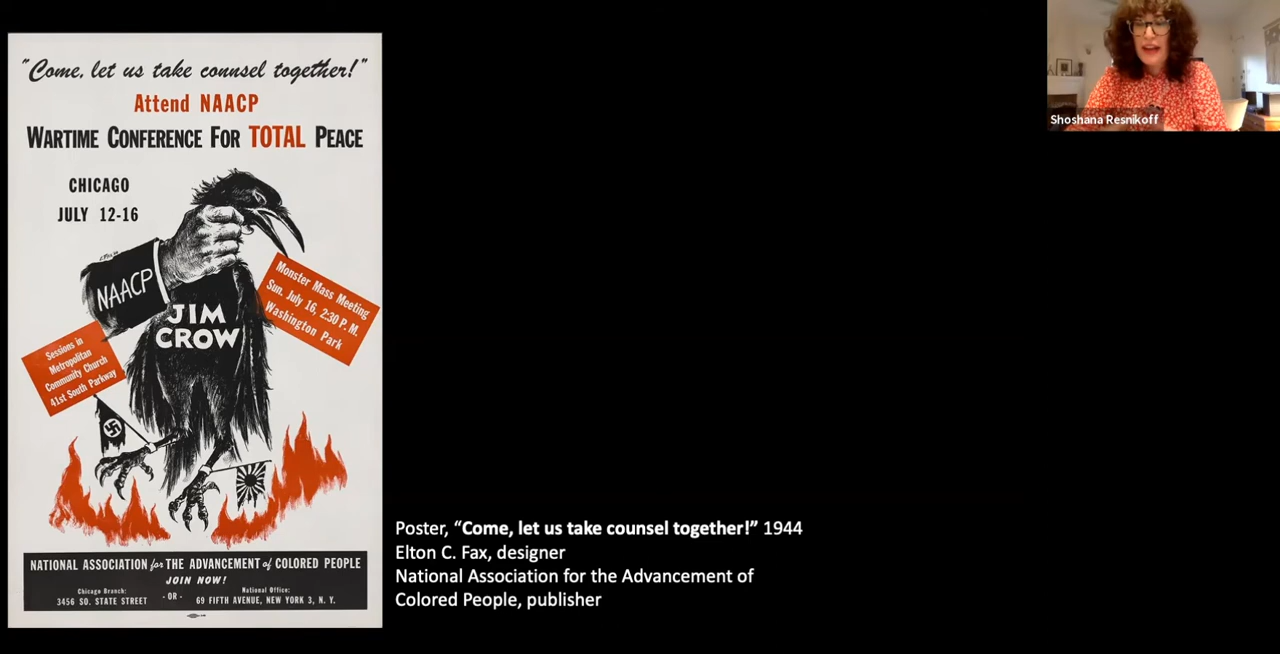 "Come, let us take counsel together!"
Attend NAACP
WARTIME CONFERENCE FOR TOTAL PEACE
CHICAGO
JULY 12-16
NAACP
JIM
CROW
Monster Mass Meeting
Sun. July 16, 2:30 P. M.
Washington Park
Sessions in
Metropolitan
Community Church
41st South Parkway
NATIONAL ASSOCIATION for THE ADVANCEMENT of COLORED PEOPLE
JOIN NOW!
Chicago Branch:
3456 SO. STATE STREET
- OR -
National Office:
69 FIFTH AVENUE, NEW YORK 3, N. Y.
Poster, “Come, let us take counsel together!” 1944
Elton C. Fax, designer
National Association for the Advancement of
Colored People, publisher
Shoshana Resnikoff